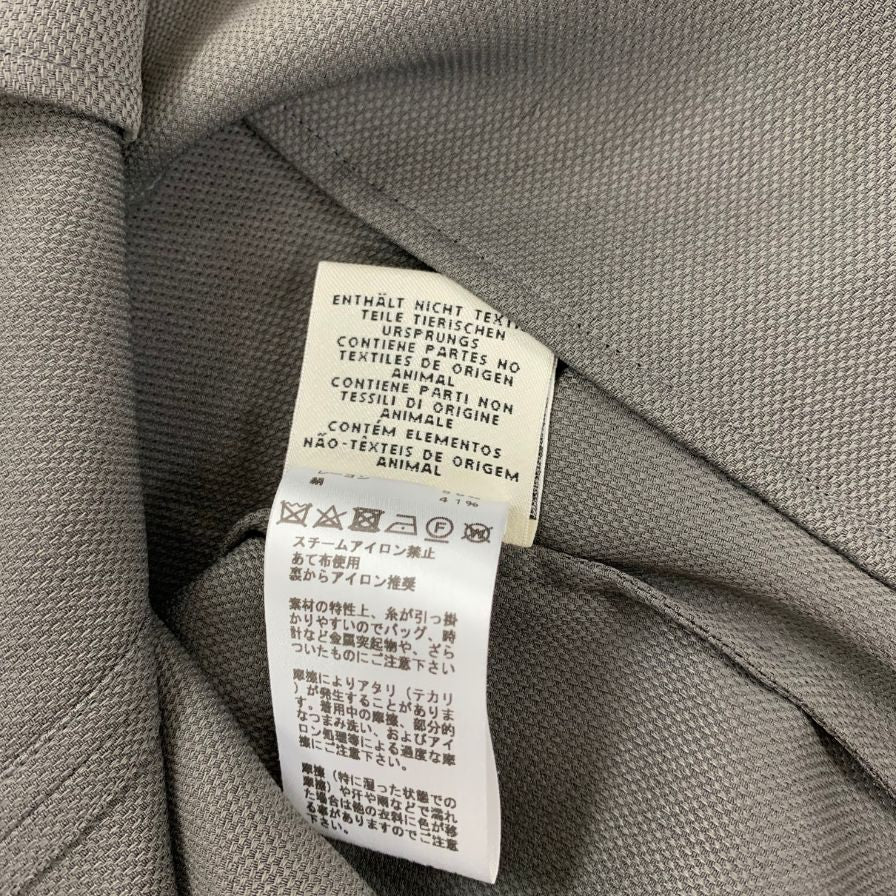 ENTHÄLT NICHT
TEILE TIERISCHEN
URSPRUNGS
CONTIENE PARTES NO
TEXTILES DE ORIGEN
ANIMAL
CONTIENE PARTI NON
TESSILI DI ORIGINE
ANIMALE
CONTÉM ELEMENTOS
NÃO-TÊXTEIS DE ORIGEM
ANIMAL
絹 41%
F W
スチームアイロン禁止
あて布使用
裏からアイロン推奨
素材の特性上、糸が引っ掛
かりやすいのでバッグ、時
計など金属突起物や、ざら
ついたものにご注意下さい
摩擦によりアタリ（テカリ
）が発生することがありま
す。着用中の摩擦、部分的
なつまみ洗い、およびアイ
ロン処理等による過度な摩
擦にご注意下さい。
摩擦（特に湿った状態での
摩擦）や汗や雨などで濡れ
た場合は他の衣料に色が移
る事がありますのでご注意
下さい。